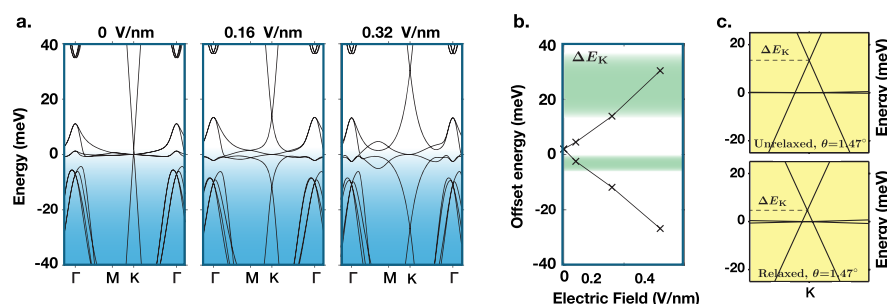 a.
0 V/nm 0.16 V/nm 0.32 V/nm
Energy (meV)
40
20
0
-20
-40
Γ M K Γ Γ M K Γ Γ M K Γ
b.
ΔE_K
Offset energy (meV)
40
20
0
-20
-40
0 0.2 0.4
Electric Field (V/nm)
c.
20
0
-20
ΔE_K
Unrelaxed, θ=1.47°
Energy (meV)
20
0
-20
ΔE_K
Relaxed, θ=1.47°
Energy (meV)
K